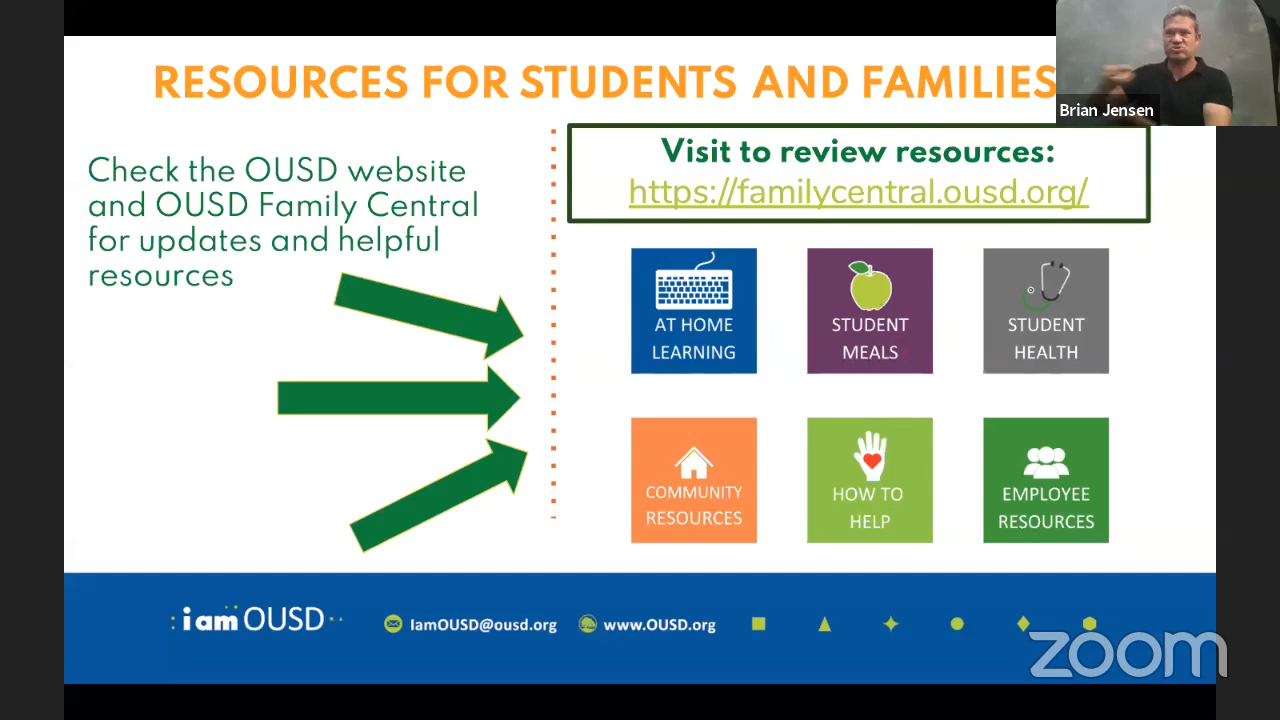 RESOURCES FOR STUDENTS AND FAMILIES
Brian Jensen
Check the OUSD website
and OUSD Family Central
for updates and helpful
resources
Visit to review resources:
https://familycentral.ousd.org/
AT HOME
LEARNING
STUDENT
MEALS
STUDENT
HEALTH
COMMUNITY
RESOURCES
HOW TO
HELP
EMPLOYEE
RESOURCES
i am OUSD
IamOUSD@ousd.org
www.OUSD.org
zoom